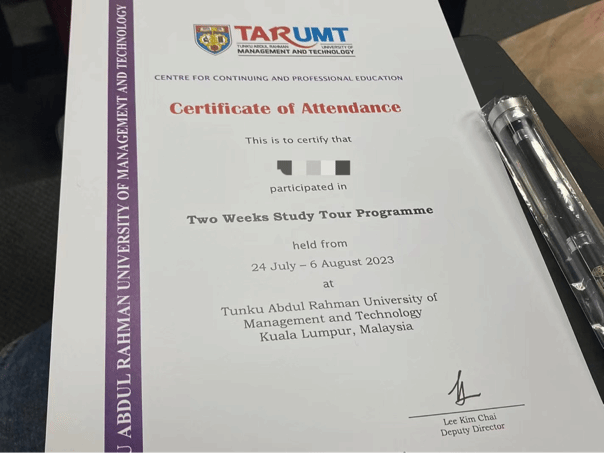 TARUMT
TUNKU ABDUL RAHMAN UNIVERSITY OF
MANAGEMENT AND TECHNOLOGY
CENTRE FOR CONTINUING AND PROFESSIONAL EDUCATION
Certificate of Attendance
This is to certify that
participated in
Two Weeks Study Tour Programme
held from
24 July – 6 August 2023
at
Tunku Abdul Rahman University of
Management and Technology
Kuala Lumpur, Malaysia
Lee Kim Chai
Deputy Director
U ABDUL RAHMAN UNIVERSITY OF MANAGEMENT AND TECHNOLOGY